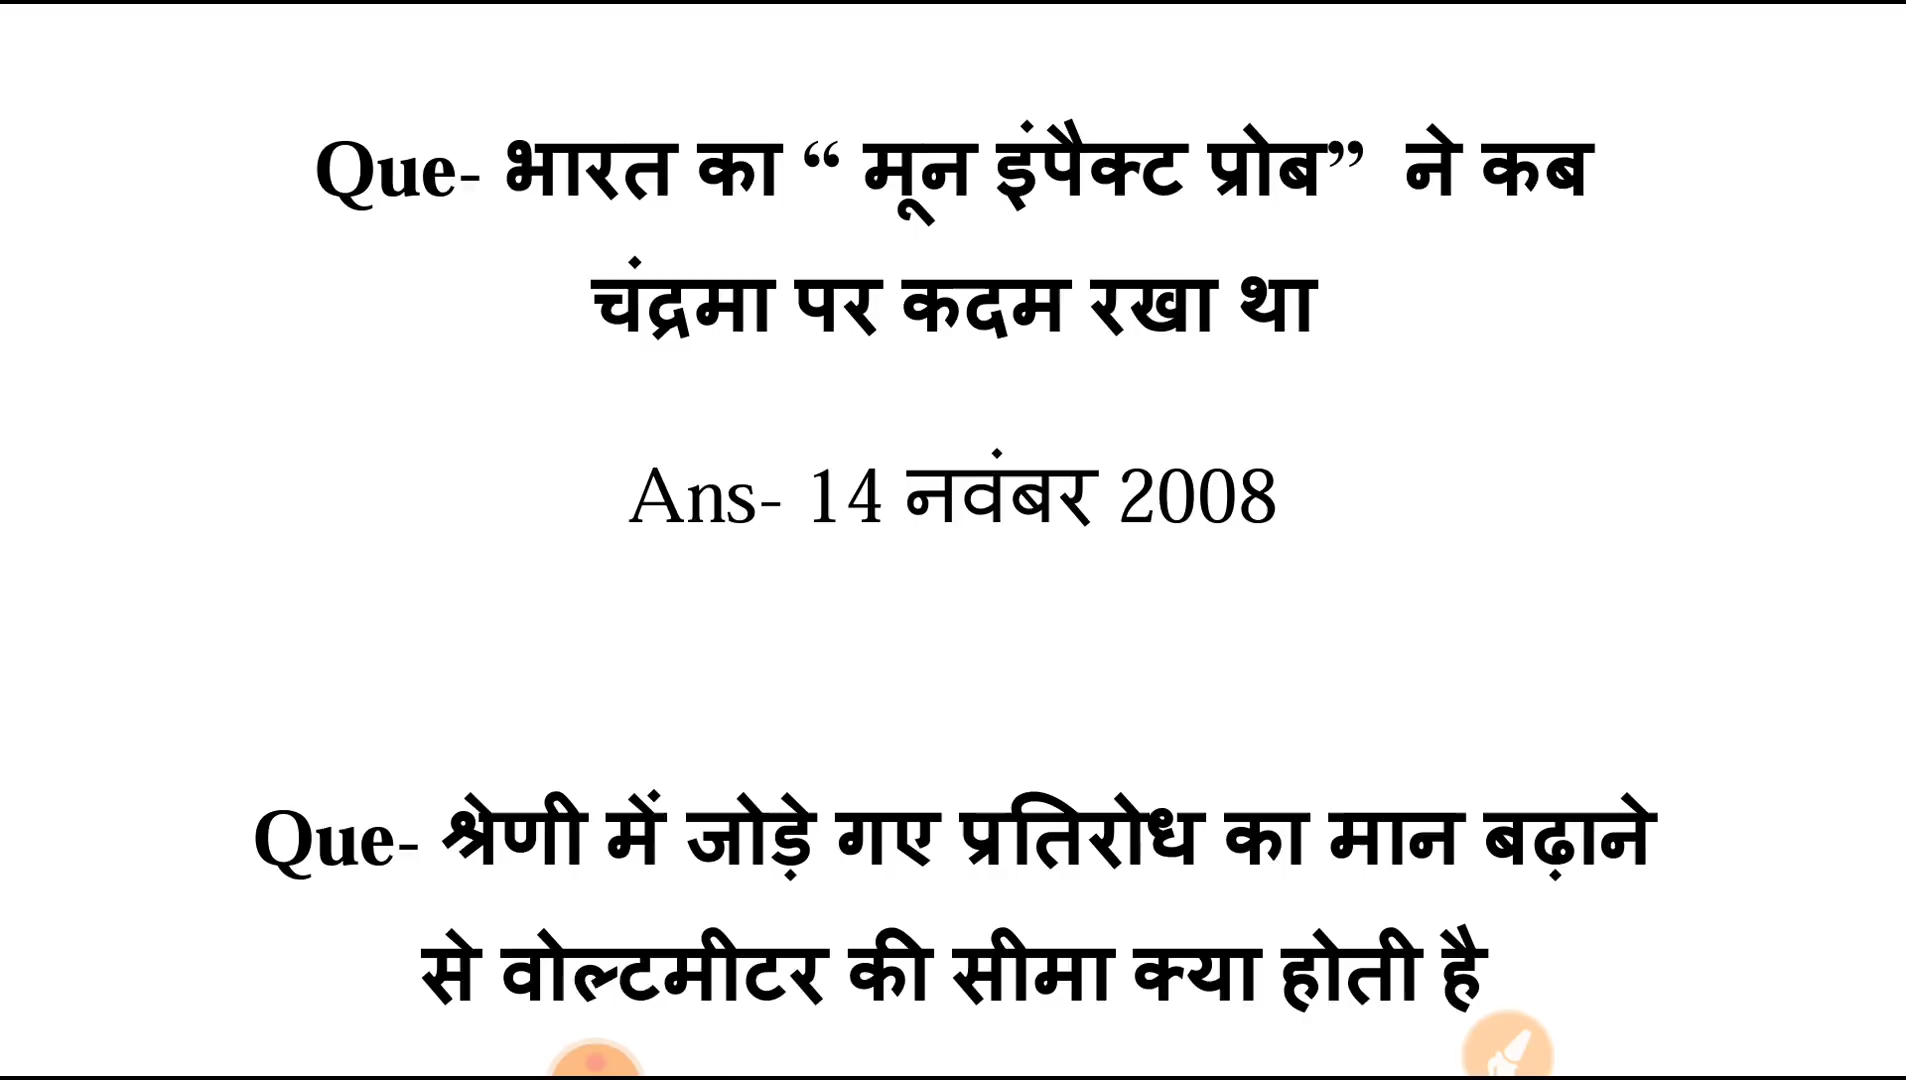 Que- भारत का “ मून इंपैक्ट प्रोब” ने कब
चंद्रमा पर कदम रखा था
Ans- 14 नवंबर 2008
Que- श्रेणी में जोड़े गए प्रतिरोध का मान बढ़ाने
से वोल्टमीटर की सीमा क्या होती है